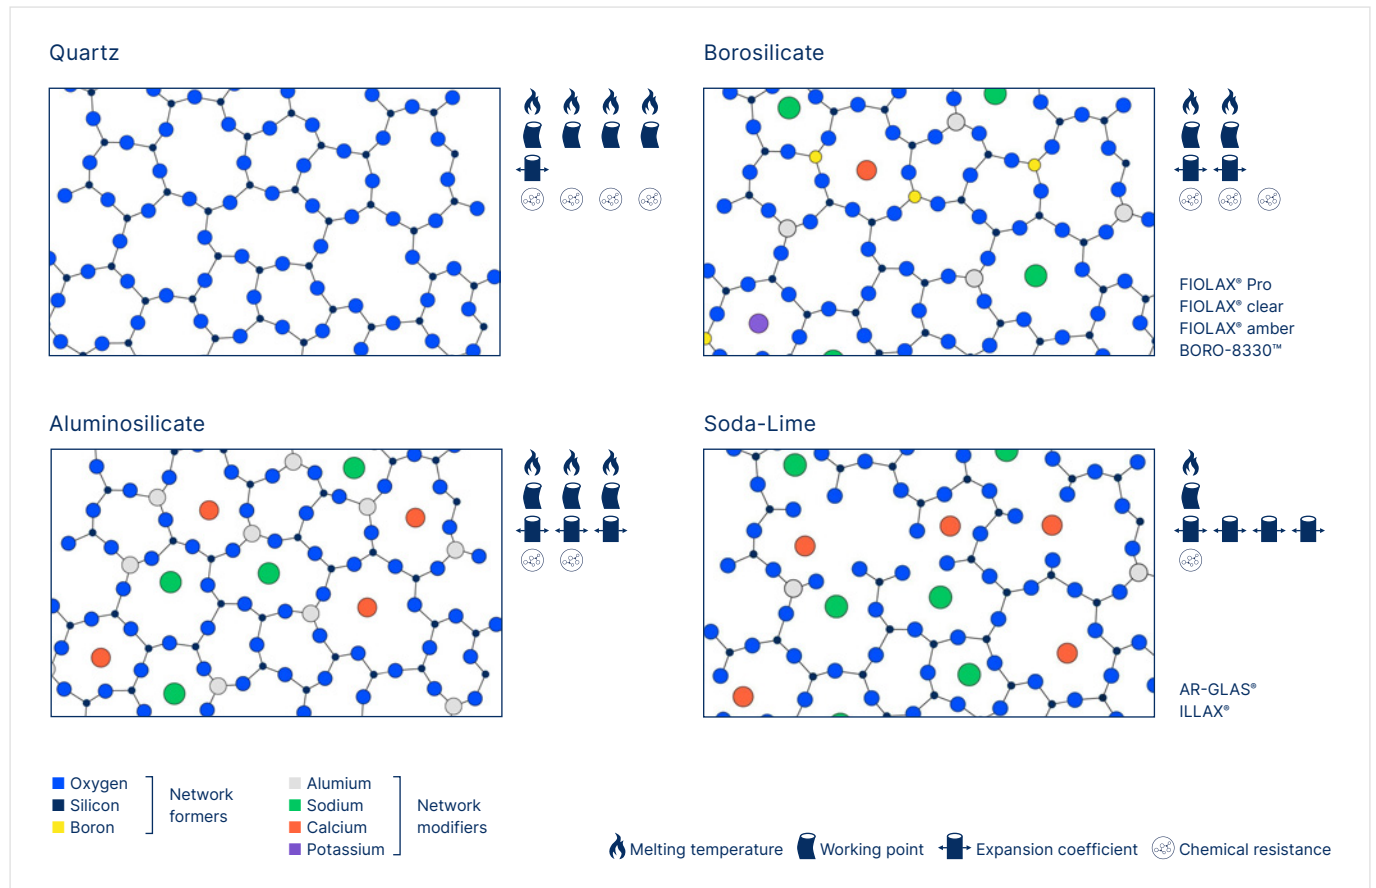 Quartz
Borosilicate
FIOLAX® Pro
FIOLAX® clear
FIOLAX® amber
BORO-8330™
Aluminosilicate
Soda-Lime
AR-GLAS®
ILLAX®
Oxygen
Silicon
Boron
Network
formers
Alumium
Sodium
Calcium
Potassium
Network
modifiers
Melting temperature
Working point
Expansion coefficient
Chemical resistance